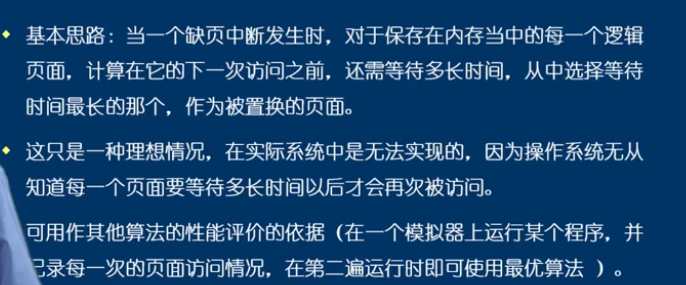 基本思路：当一个缺页中断发生时，对于保存在内存当中的每一个逻辑
页面，计算在它的下一次访问之前，还需等待多长时间，从中选择等待
时间最长的那个，作为被置换的页面。
这只是一种理想情况，在实际系统中是无法实现的，因为操作系统无从
知道每一个页面要等待多长时间以后才会再次被访问。
可用作其他算法的性能评价的依据（在一个模拟器上运行某个程序，并
记录每一次的页面访问情况，在第二遍运行时即可使用最优算法 ）。